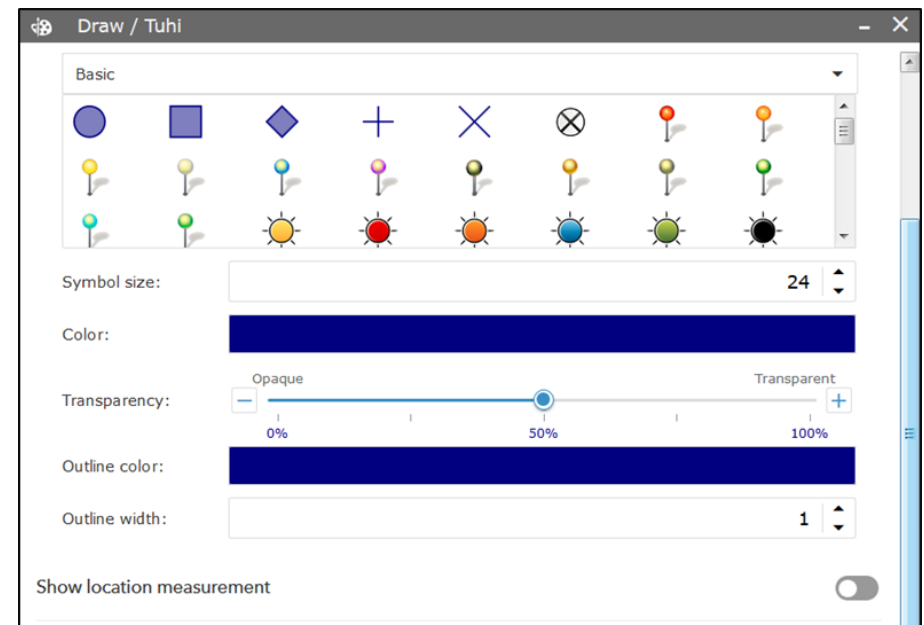 Draw / Tuhi
Basic
Symbol size:
24
Color:
Opaque
Transparent
Transparency:
0%
50%
100%
Outline color:
Outline width:
1
Show location measurement